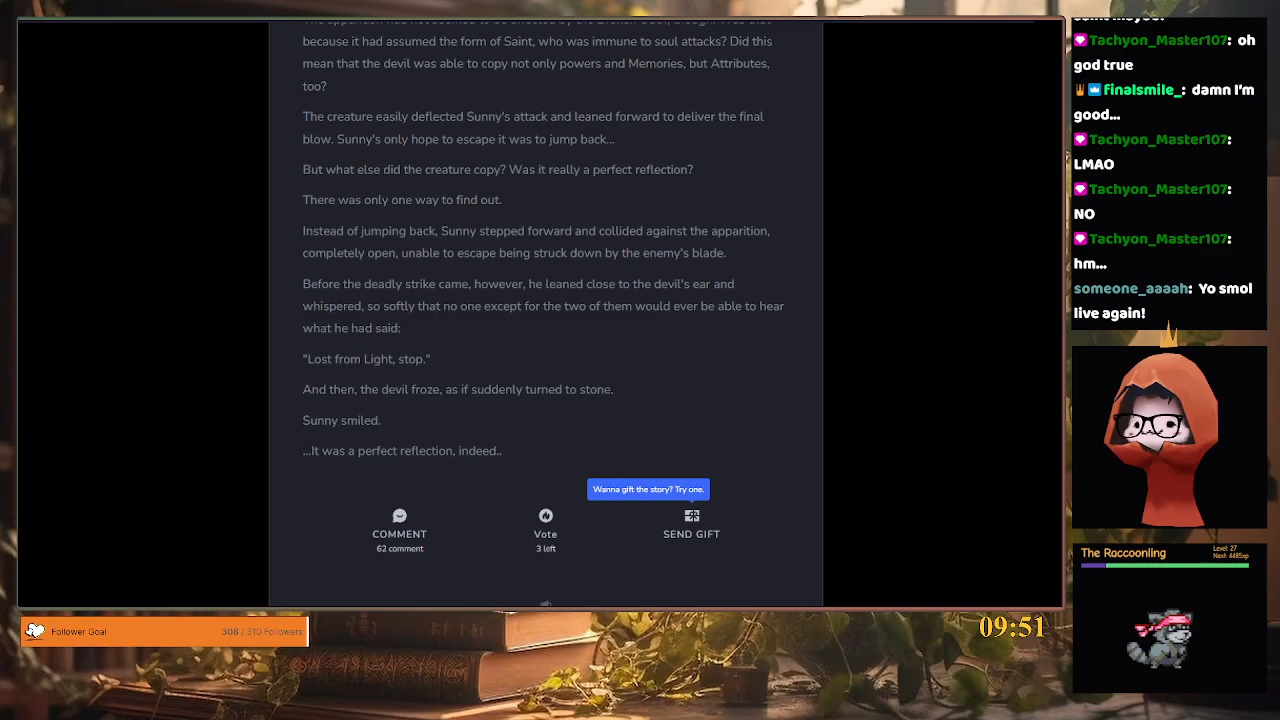 because it had assumed the form of Saint, who was immune to soul attacks? Did this
mean that the devil was able to copy not only powers and Memories, but Attributes,
too?
The creature easily deflected Sunny's attack and leaned forward to deliver the final
blow. Sunny's only hope to escape it was to jump back...
But what else did the creature copy? Was it really a perfect reflection?
There was only one way to find out.
Instead of jumping back, Sunny stepped forward and collided against the apparition,
completely open, unable to escape being struck down by the enemy's blade.
Before the deadly strike came, however, he leaned close to the devil's ear and
whispered, so softly that no one except for the two of them would ever be able to hear
what he had said:
"Lost from Light, stop."
And then, the devil froze, as if suddenly turned to stone.
Sunny smiled.
...It was a perfect reflection, indeed..
Wanna gift the story? Try one.
COMMENT
62 comment
Vote
3 left
SEND GIFT
Tachyon_Master107: oh
god true
finalsmile_: damn I'm
good...
Tachyon_Master107:
LMAO
Tachyon_Master107:
NO
Tachyon_Master107:
hm...
someone_aaaah: Yo smol
live again!
The Raccoonling
Level: 27
Next: 4485xp
Follower Goal
308 / 310 Followers
09:51